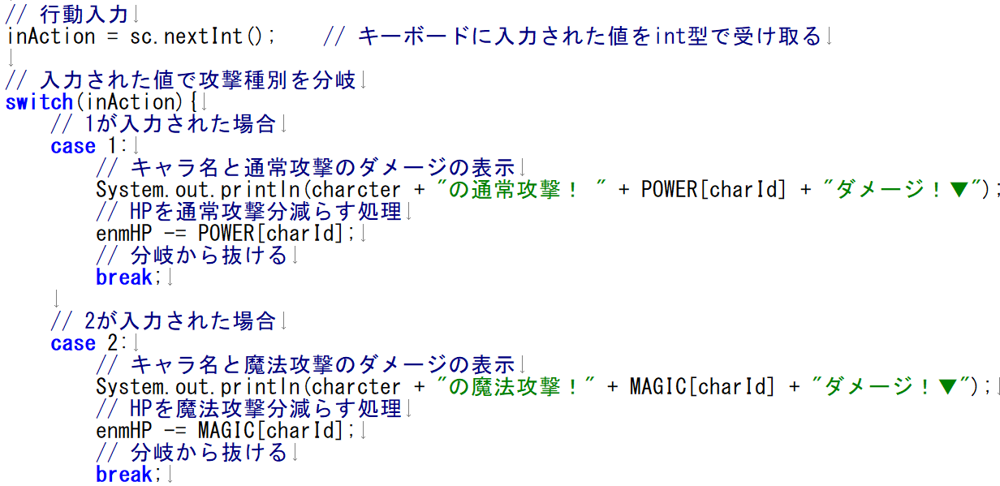 // 行動入力↓
inAction = sc.nextInt();    // キーボードに入力された値をint型で受け取る↓
↓
// 入力された値で攻撃種別を分岐↓
switch(inAction){↓
    // 1が入力された場合↓
    case 1:↓
        // キャラ名と通常攻撃のダメージの表示↓
        System.out.println(charcter + "の通常攻撃! " + POWER[charId] + "ダメージ!▼");
        // HPを通常攻撃分減らす処理↓
        enmHP -= POWER[charId];↓
        // 分岐から抜ける↓
        break;↓
    ↓
    // 2が入力された場合↓
    case 2:↓
        // キャラ名と魔法攻撃のダメージの表示↓
        System.out.println(charcter + "の魔法攻撃!" + MAGIC[charId] + "ダメージ!▼");↓
        // HPを魔法攻撃分減らす処理↓
        enmHP -= MAGIC[charId];↓
        // 分岐から抜ける↓
        break;↓